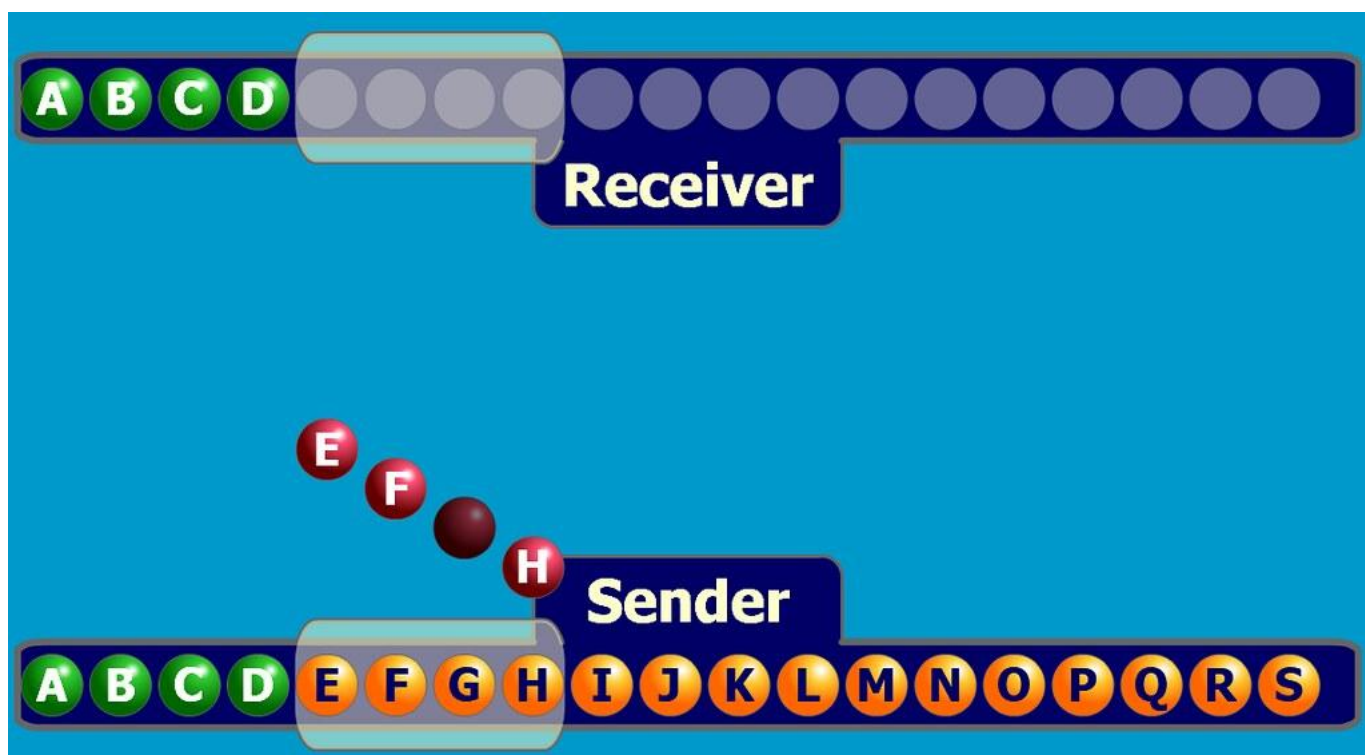 A B C D
Receiver
E
F
H
Sender
A B C D E F G H I J K L M N O P Q R S